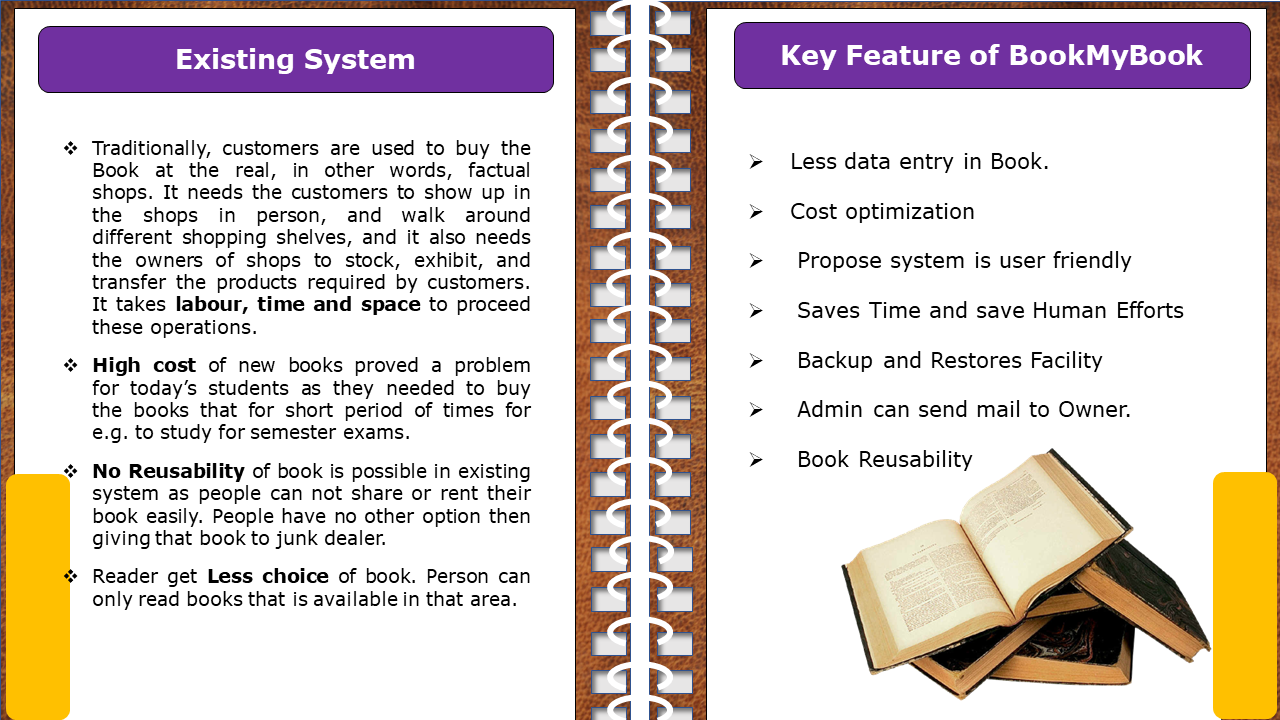 Existing System
❖ Traditionally, customers are used to buy the
Book at the real, in other words, factual
shops. It needs the customers to show up in
the shops in person, and walk around
different shopping shelves, and it also needs
the owners of shops to stock, exhibit, and
transfer the products required by customers.
It takes labour, time and space to proceed
these operations.
❖ High cost of new books proved a problem
for today’s students as they needed to buy
the books that for short period of times for
e.g. to study for semester exams.
❖ No Reusability of book is possible in existing
system as people can not share or rent their
book easily. People have no other option then
giving that book to junk dealer.
❖ Reader get Less choice of book. Person can
only read books that is available in that area.
Key Feature of BookMyBook
➢ Less data entry in Book.
➢ Cost optimization
➢ Propose system is user friendly
➢ Saves Time and save Human Efforts
➢ Backup and Restores Facility
➢ Admin can send mail to Owner.
➢ Book Reusability